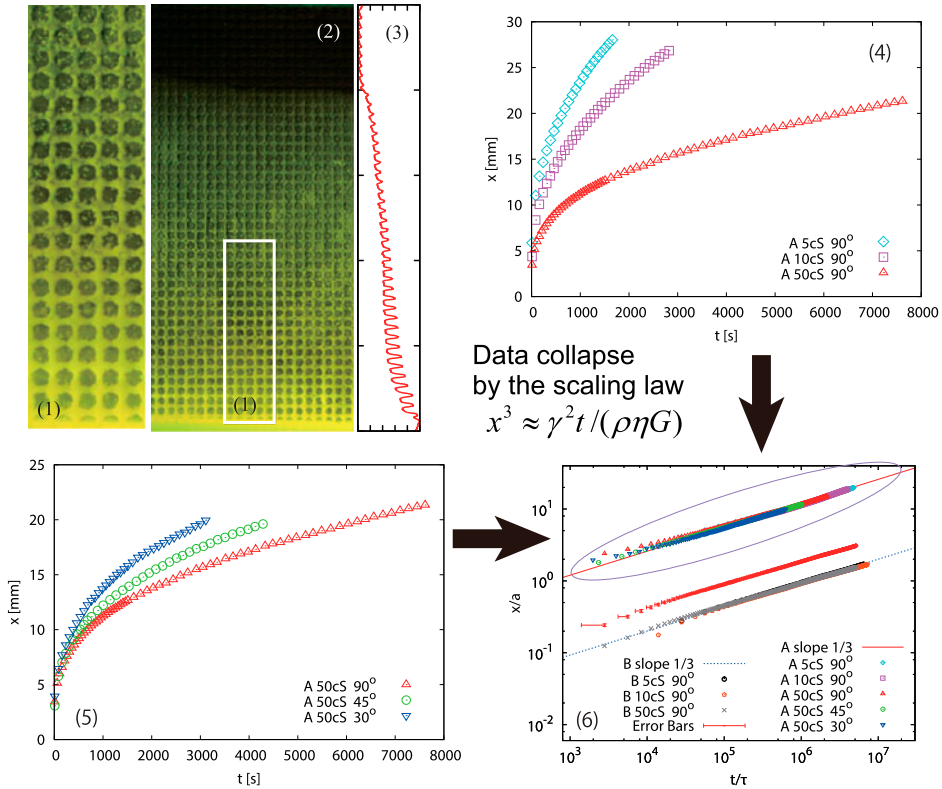 (1)
(2)
(1)
(3)
x [mm]
30
25
20
15
10
5
0
(4)
A 5cS 90°
A 10cS 90°
A 50cS 90°
0 1000 2000 3000 4000 5000 6000 7000 8000
t [s]
Data collapse
by the scaling law
x³ ≈ γ²t/(ρηG)
x [mm]
25
20
15
10
5
0
(5)
A 50cS 90°
A 50cS 45°
A 50cS 30°
0 1000 2000 3000 4000 5000 6000 7000 8000
t [s]
x/a
10¹
10⁰
10⁻¹
10⁻²
(6)
B slope 1/3
B 5cS 90°
B 10cS 90°
B 50cS 90°
Error Bars
A slope 1/3
A 5cS 90°
A 10cS 90°
A 50cS 90°
A 50cS 45°
A 50cS 30°
10³ 10⁴ 10⁵ 10⁶ 10⁷
t/τ